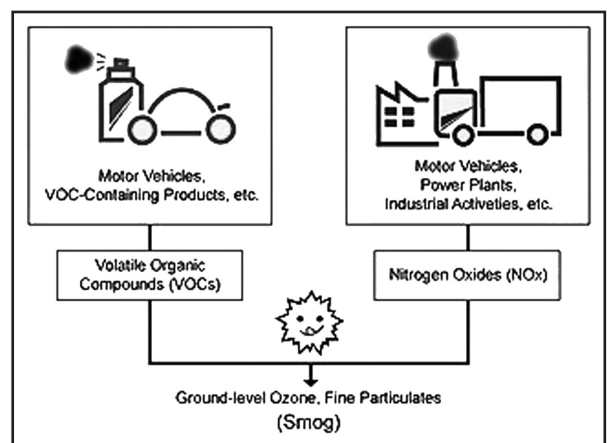 Motor Vehicles,
VOC-Containing Products, etc.
Motor Vehicles,
Power Plants,
Industrial Activeties, etc.
Volatile Organic
Compounds (VOCs)
Nitrogen Oxides (NOx)
Ground-level Ozone, Fine Particulates
(Smog)